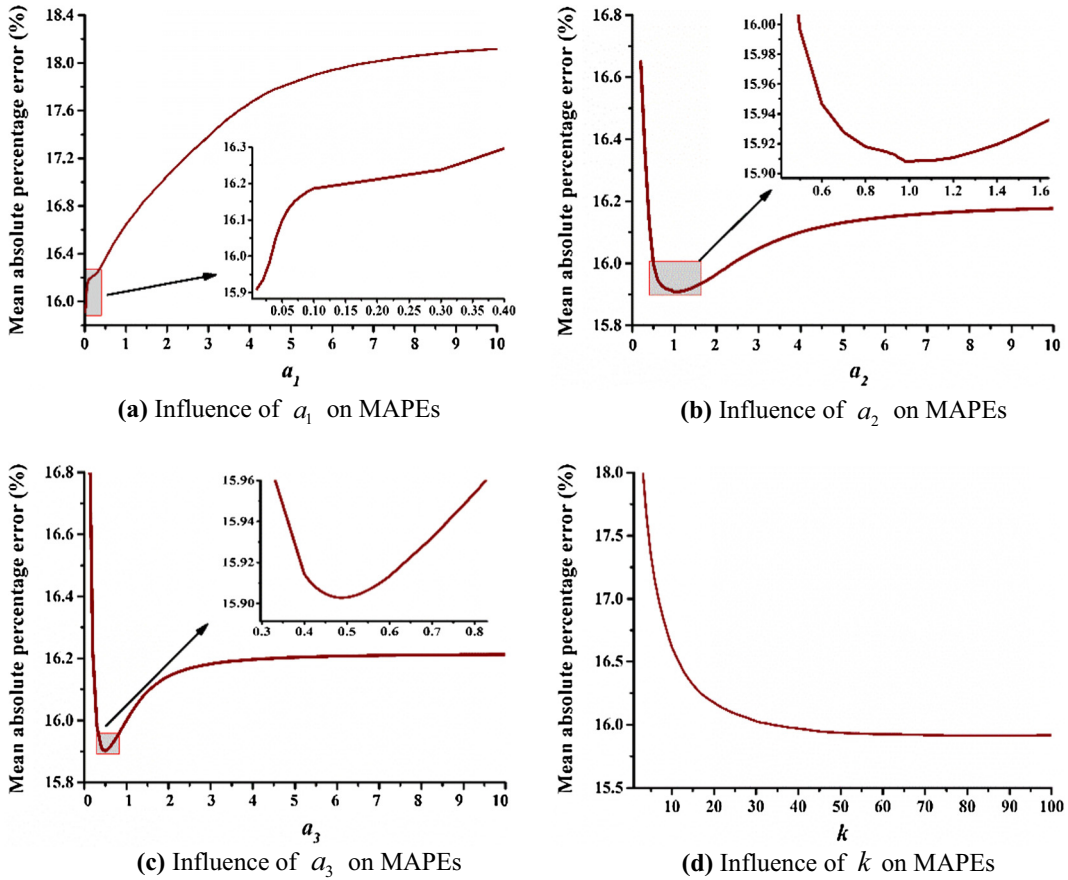 Mean absolute percentage error (%)
18.4
18.0
17.6
17.2
16.8
16.4
16.0
0 1 2 3 4 5 6 7 8 9 10
a₁
16.3
16.2
16.1
16.0
15.9
0.05 0.10 0.15 0.20 0.25 0.30 0.35 0.40
(a) Influence of a₁ on MAPEs
Mean absolute percentage error (%)
16.8
16.6
16.4
16.2
16.0
15.8
0 1 2 3 4 5 6 7 8 9 10
a₂
16.00
15.98
15.96
15.94
15.92
15.90
0.6 0.8 1.0 1.2 1.4 1.6
(b) Influence of a₂ on MAPEs
Mean absolute percentage error (%)
16.8
16.6
16.4
16.2
16.0
15.8
0 1 2 3 4 5 6 7 8 9 10
a₃
15.96
15.94
15.92
15.90
0.3 0.4 0.5 0.6 0.7 0.8
(c) Influence of a₃ on MAPEs
Mean absolute percentage error (%)
18.0
17.5
17.0
16.5
16.0
15.5
10 20 30 40 50 60 70 80 90 100
k
(d) Influence of k on MAPEs